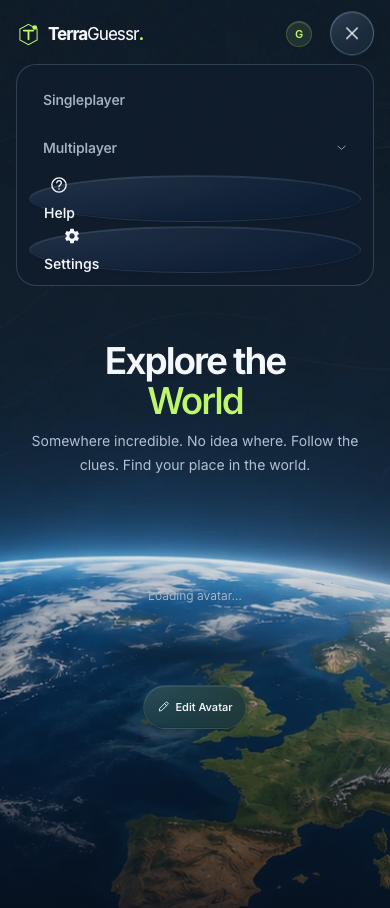 TerraGuessr.
G
Singleplayer
Multiplayer
Help
Settings
Explore the
World
Somewhere incredible. No idea where. Follow the
clues. Find your place in the world.
Loading avatar...
Edit Avatar